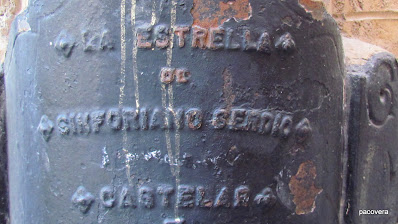 LA ESTRELLA
DE
SINFORIANO CERDIO
CASTELAR
pacovera